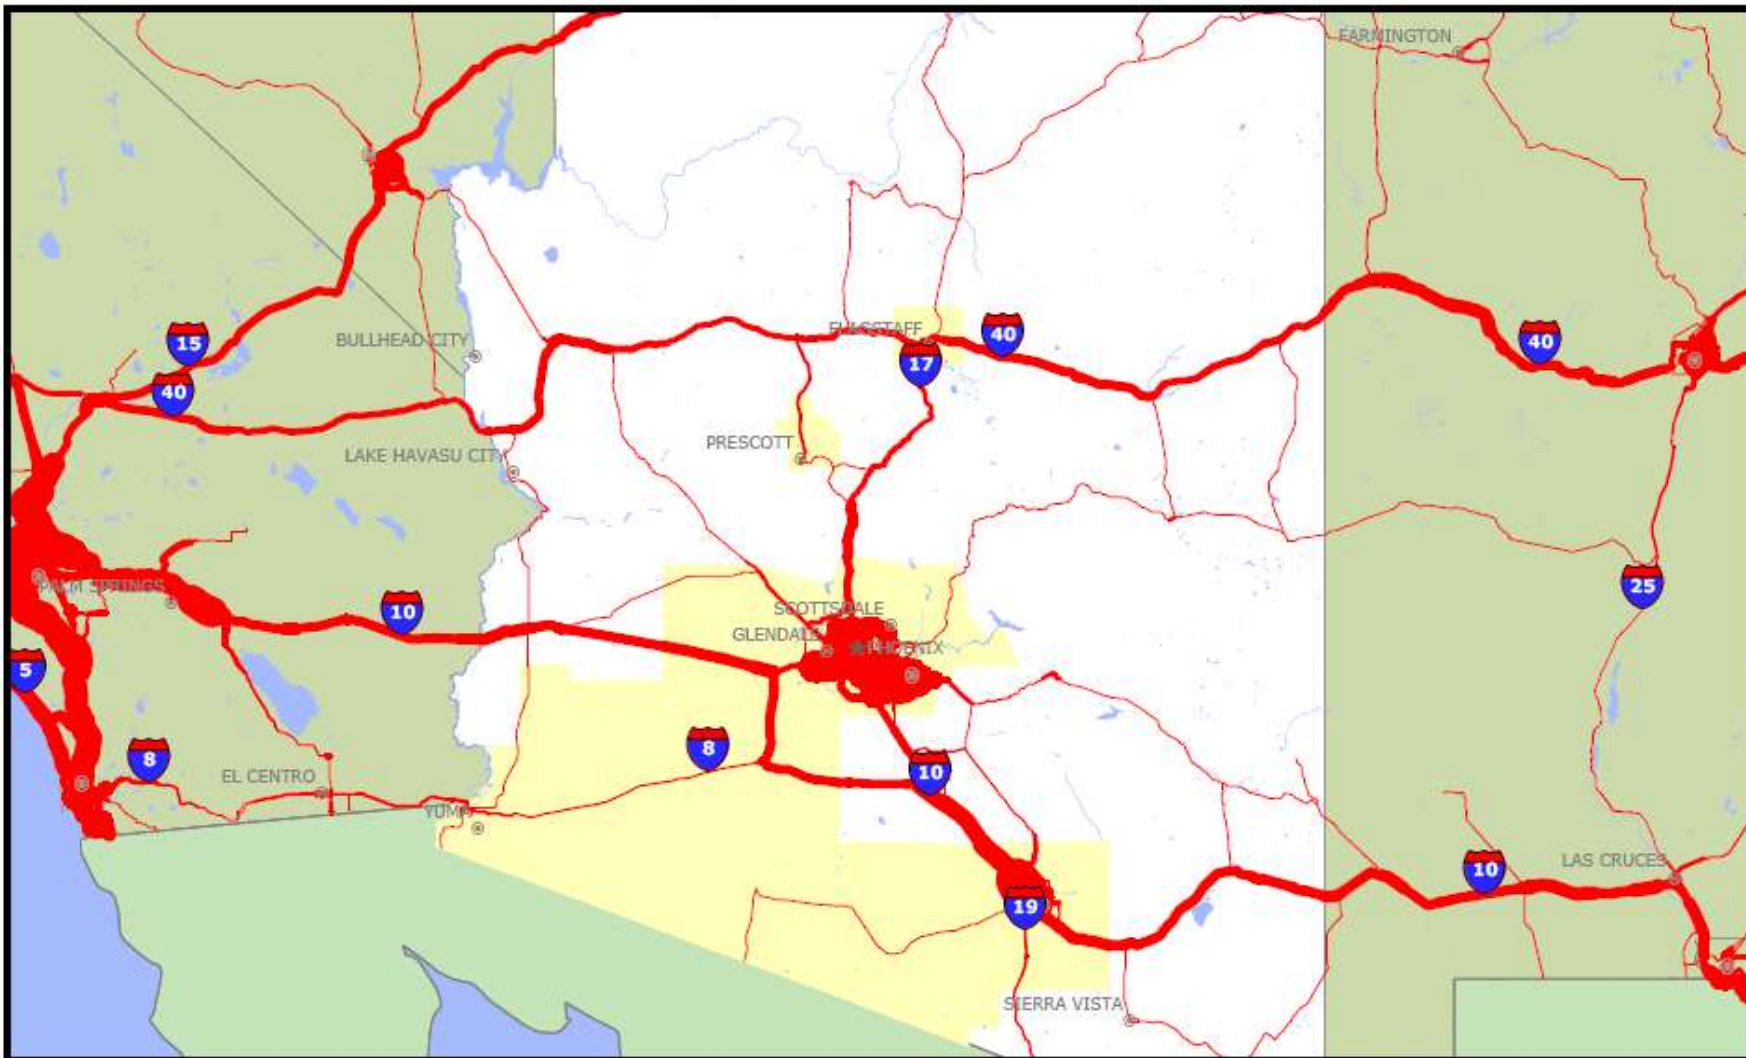 FARMINGTON
15
BULLHEAD CITY
FLAGSTAFF
40
40
17
40
PRESCOTT
LAKE HAVASU CITY
PALM SPRINGS
10
25
SCOTTSDALE
GLENDALE
PHOENIX
5
8
8
10
EL CENTRO
YUMA
10
LAS CRUCES
19
SIERRA VISTA